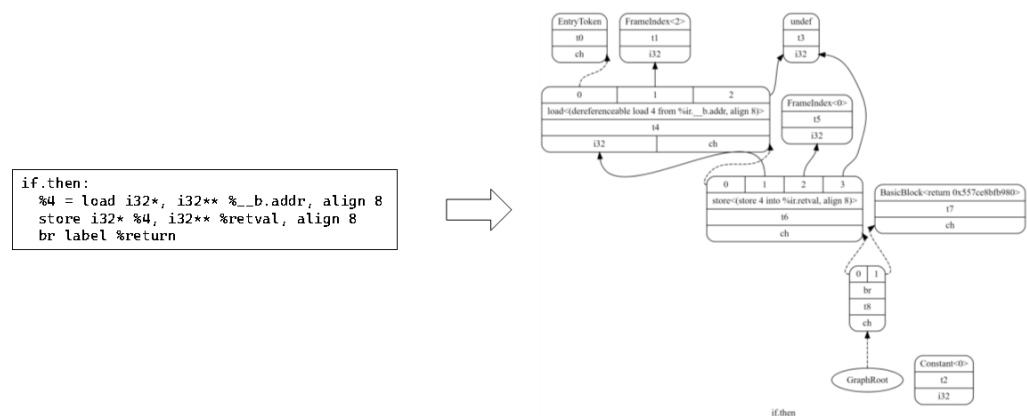 if.then:
%4 = load i32*, i32** %__b.addr, align 8
store i32* %4, i32** %retval, align 8
br label %return
EntryToken
t0
ch
FrameIndex<2>
t1
i32
undef
t3
i32
0 1 2
load<(dereferenceable load 4 from %ir.__b.addr, align 8)>
t4
i32 ch
FrameIndex<0>
t5
i32
0 1 2 3
store<(store 4 into %ir.retval, align 8)>
t6
ch
BasicBlock<return 0x557ce8bfb980>
t7
ch
0 1
br
t8
ch
GraphRoot
Constant<0>
t2
i32
if.then